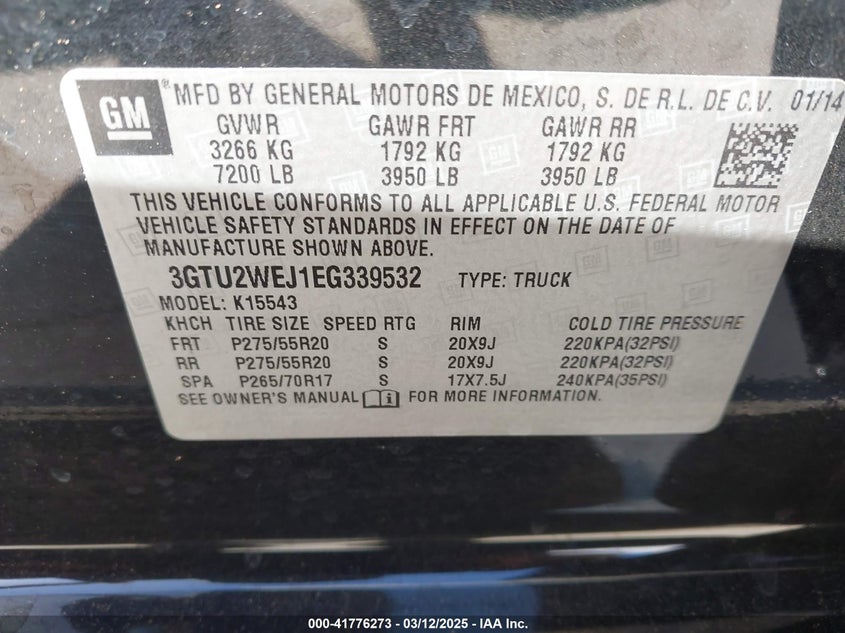 GM® MFD BY GENERAL MOTORS DE MEXICO, S. DE R.L. DE C.V. 01/14
GVWR GAWR FRT GAWR RR
3266 KG 1792 KG 1792 KG
7200 LB 3950 LB 3950 LB
THIS VEHICLE CONFORMS TO ALL APPLICABLE U.S. FEDERAL MOTOR
VEHICLE SAFETY STANDARDS IN EFFECT ON THE DATE OF
MANUFACTURE SHOWN ABOVE.
3GTU2WEJ1EG339532 TYPE: TRUCK
MODEL: K15543
KHCH TIRE SIZE SPEED RTG RIM COLD TIRE PRESSURE
FRT P275/55R20 S 20X9J 220KPA(32PSI)
RR P275/55R20 S 20X9J 220KPA(32PSI)
SPA P265/70R17 S 17X7.5J 240KPA(35PSI)
SEE OWNER'S MANUAL i FOR MORE INFORMATION.
000-41776273 - 03/12/2025 - IAA Inc.